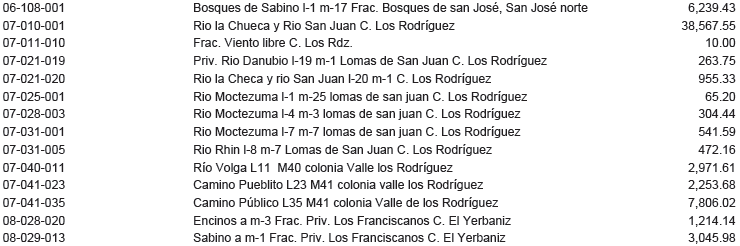 06-108-001 Bosques de Sabino l-1 m-17 Frac. Bosques de san José, San José norte 6,239.43
07-010-001 Rio la Chueca y Rio San Juan C. Los Rodríguez 38,567.55
07-011-010 Frac. Viento libre C. Los Rdz. 10.00
07-021-019 Priv. Rio Danubio l-19 m-1 Lomas de San Juan C. Los Rodríguez 263.75
07-021-020 Rio la Checa y rio San Juan l-20 m-1 C. Los Rodríguez 955.33
07-025-001 Rio Moctezuma l-1 m-25 lomas de san juan C. Los Rodríguez 65.20
07-028-003 Rio Moctezuma l-4 m-3 lomas de san juan C. Los Rodríguez 304.44
07-031-001 Rio Moctezuma l-7 m-7 lomas de san juan C. Los Rodríguez 541.59
07-031-005 Rio Rhin l-8 m-7 Lomas de San Juan C. Los Rodríguez 472.16
07-040-011 Río Volga L11 M40 colonia Valle los Rodríguez 2,971.61
07-041-023 Camino Pueblito L23 M41 colonia valle los Rodríguez 2,253.68
07-041-035 Camino Público L35 M41 colonia Valle de los Rodríguez 7,806.02
08-028-020 Encinos a m-3 Frac. Priv. Los Franciscanos C. El Yerbaniz 1,214.14
08-029-013 Sabino a m-1 Frac. Priv. Los Franciscanos C. El Yerbaniz 3,045.98